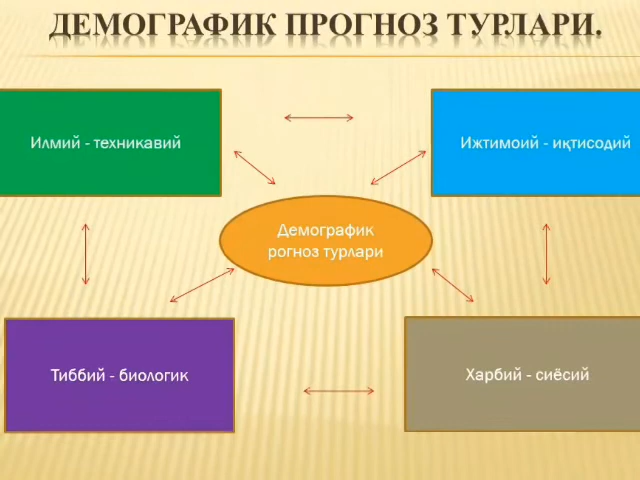 ДЕМОГРАФИК ПРОГНОЗ ТУРЛАРИ.
Илмий - техникавий
Ижтимоий - иқтисодий
Демографик
рогноз турлари
Тиббий - биологик
Харбий - сиёсий